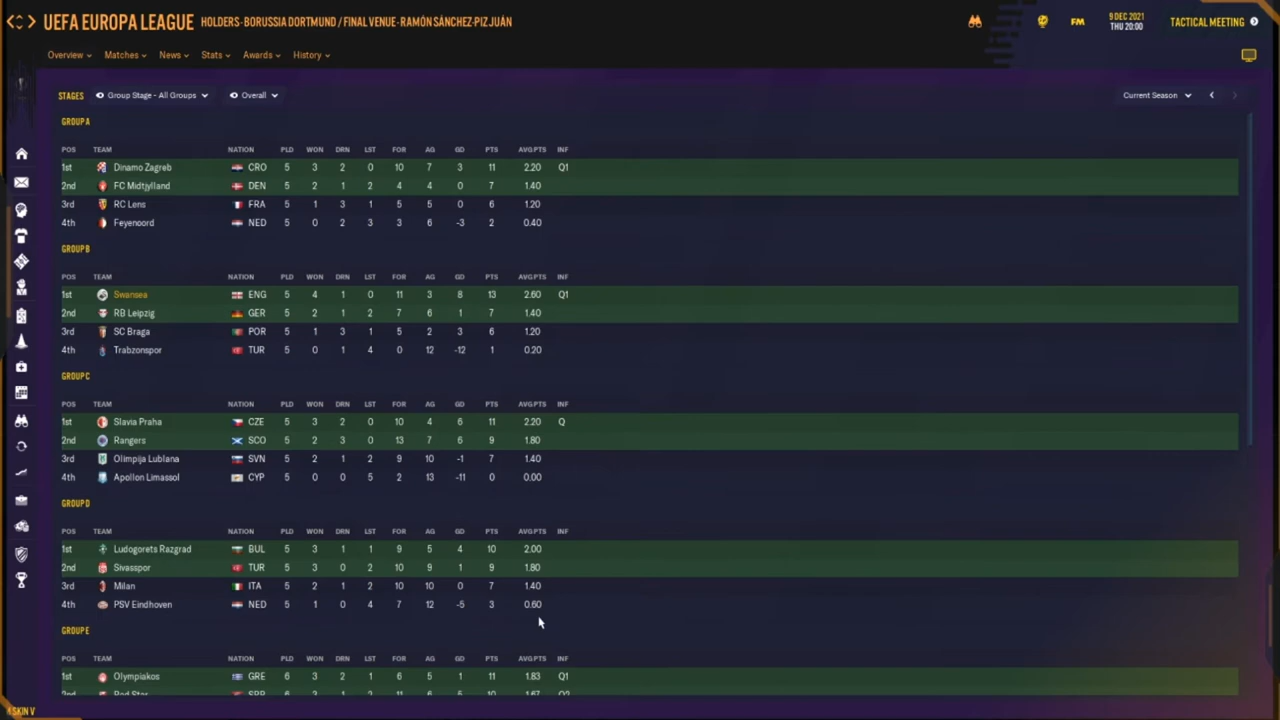 UEFA EUROPA LEAGUE HOLDERS - BORUSSIA DORTMUND / FINAL VENUE - RAMÓN SÁNCHEZ-PIZJUÁN FM 9 DEC 2021 THU 20:00 TACTICAL MEETING
Overview Matches News Stats Awards History
STAGES Group Stage - All Groups Overall Current Season
GROUP A
POS TEAM NATION PLD WON DRN LST FOR AG GD PTS AVG PTS INF
1st Dinamo Zagreb CRO 5 3 2 0 10 7 3 11 2.20 Q1
2nd FC Midtjylland DEN 5 2 1 2 4 4 0 7 1.40
3rd RC Lens FRA 5 1 3 1 5 5 0 6 1.20
4th Feyenoord NED 5 0 2 3 3 6 -3 2 0.40
GROUP B
POS TEAM NATION PLD WON DRN LST FOR AG GD PTS AVG PTS INF
1st Swansea ENG 5 4 1 0 11 3 8 13 2.60 Q1
2nd RB Leipzig GER 5 2 1 2 7 6 1 7 1.40
3rd SC Braga POR 5 1 3 1 5 2 3 6 1.20
4th Trabzonspor TUR 5 0 1 4 0 12 -12 1 0.20
GROUP C
POS TEAM NATION PLD WON DRN LST FOR AG GD PTS AVG PTS INF
1st Slavia Praha CZE 5 3 2 0 10 4 6 11 2.20 Q
2nd Rangers SCO 5 2 3 0 13 7 6 9 1.80
3rd Olimpija Lublana SVN 5 2 1 2 9 10 -1 7 1.40
4th Apollon Limassol CYP 5 0 0 5 2 13 -11 0 0.00
GROUP D
POS TEAM NATION PLD WON DRN LST FOR AG GD PTS AVG PTS INF
1st Ludogorets Razgrad BUL 5 3 1 1 9 5 4 10 2.00
2nd Sivasspor TUR 5 3 0 2 10 9 1 9 1.80
3rd Milan ITA 5 2 1 2 10 10 0 7 1.40
4th PSV Eindhoven NED 5 1 0 4 7 12 -5 3 0.60
GROUP E
POS TEAM NATION PLD WON DRN LST FOR AG GD PTS AVG PTS INF
1st Olympiakos GRE 6 3 2 1 6 5 1 11 1.83 Q1
2nd Red Star
SKIN V